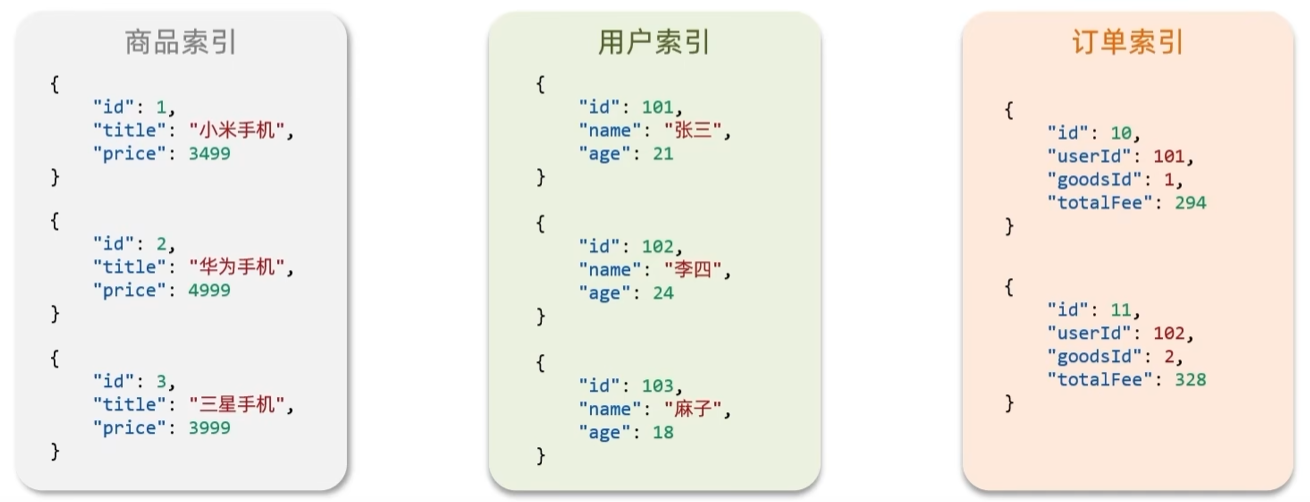 商品索引
{
"id": 1,
"title": "小米手机",
"price": 3499
}
{
"id": 2,
"title": "华为手机",
"price": 4999
}
{
"id": 3,
"title": "三星手机",
"price": 3999
}
用户索引
{
"id": 101,
"name": "张三",
"age": 21
}
{
"id": 102,
"name": "李四",
"age": 24
}
{
"id": 103,
"name": "麻子",
"age": 18
}
订单索引
{
"id": 10,
"userId": 101,
"goodsId": 1,
"totalFee": 294
}
{
"id": 11,
"userId": 102,
"goodsId": 2,
"totalFee": 328
}